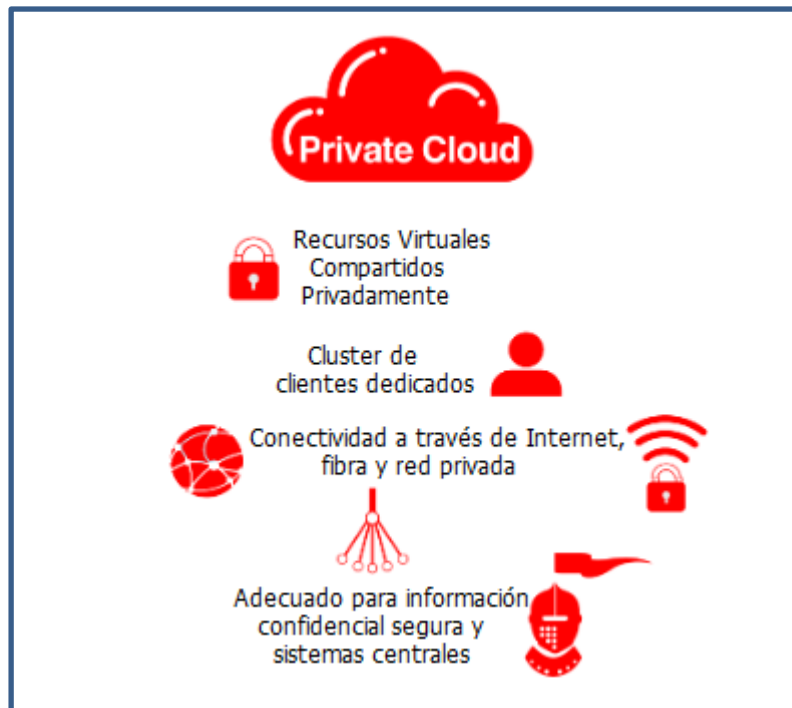 Private Cloud
Recursos Virtuales
Compartidos
Privadamente
Cluster de
clientes dedicados
Conectividad a través de Internet,
fibra y red privada
Adecuado para información
confidencial segura y
sistemas centrales